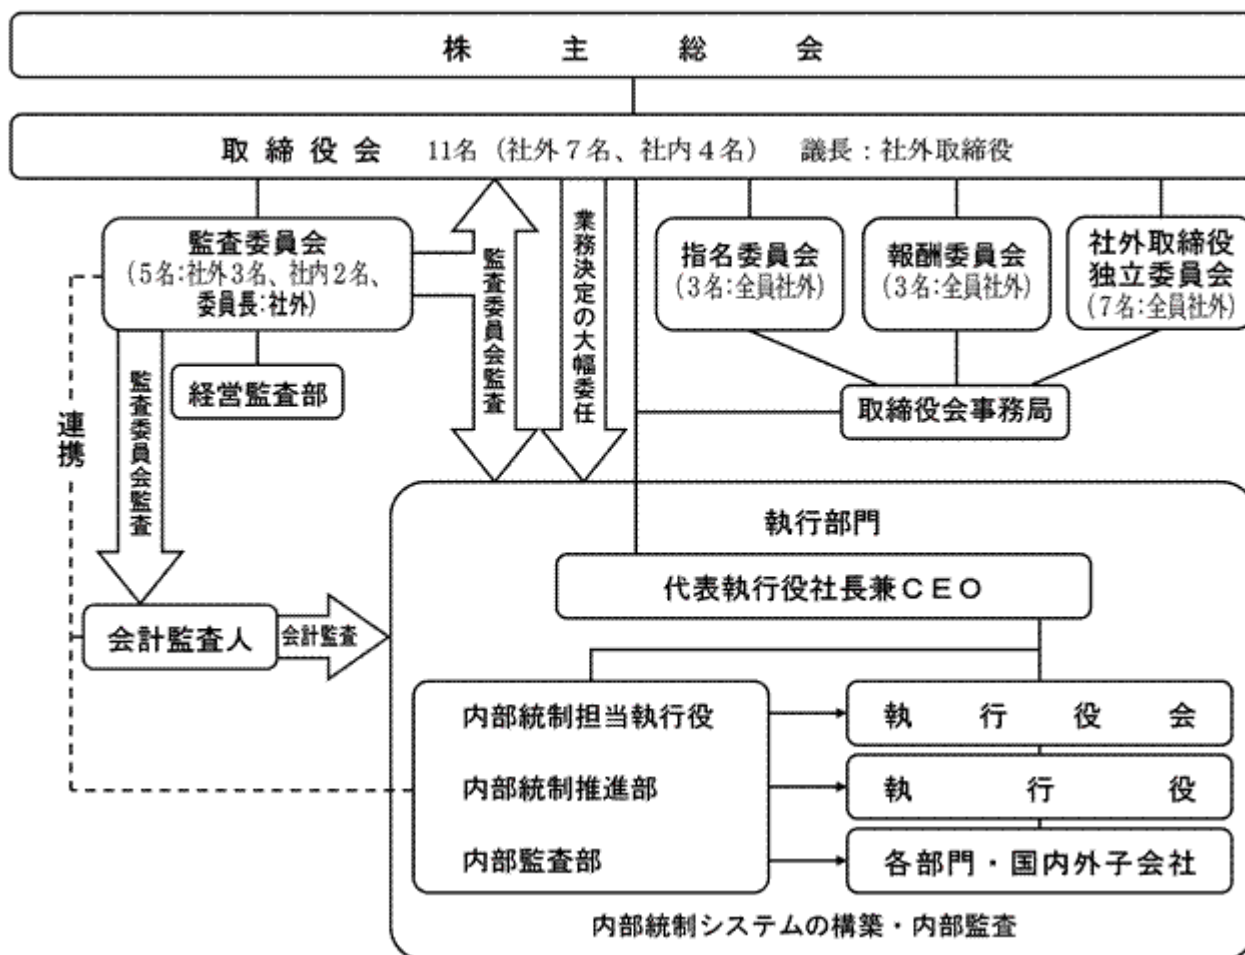 株主総会
取締役会 11名（社外７名、社内４名） 議長：社外取締役
監査委員会
（５名：社外３名、社内２名、
委員長：社外）
経営監査部
監査委員会監査
業務決定の大幅委任
指名委員会
（３名：全員社外）
報酬委員会
（３名：全員社外）
社外取締役
独立委員会
（７名：全員社外）
取締役会事務局
連携
監査委員会監査
会計監査人
会計監査
執行部門
代表執行役社長兼ＣＥＯ
内部統制担当執行役
執行役会
内部統制推進部
執行役
内部監査部
各部門・国内外子会社
内部統制システムの構築・内部監査